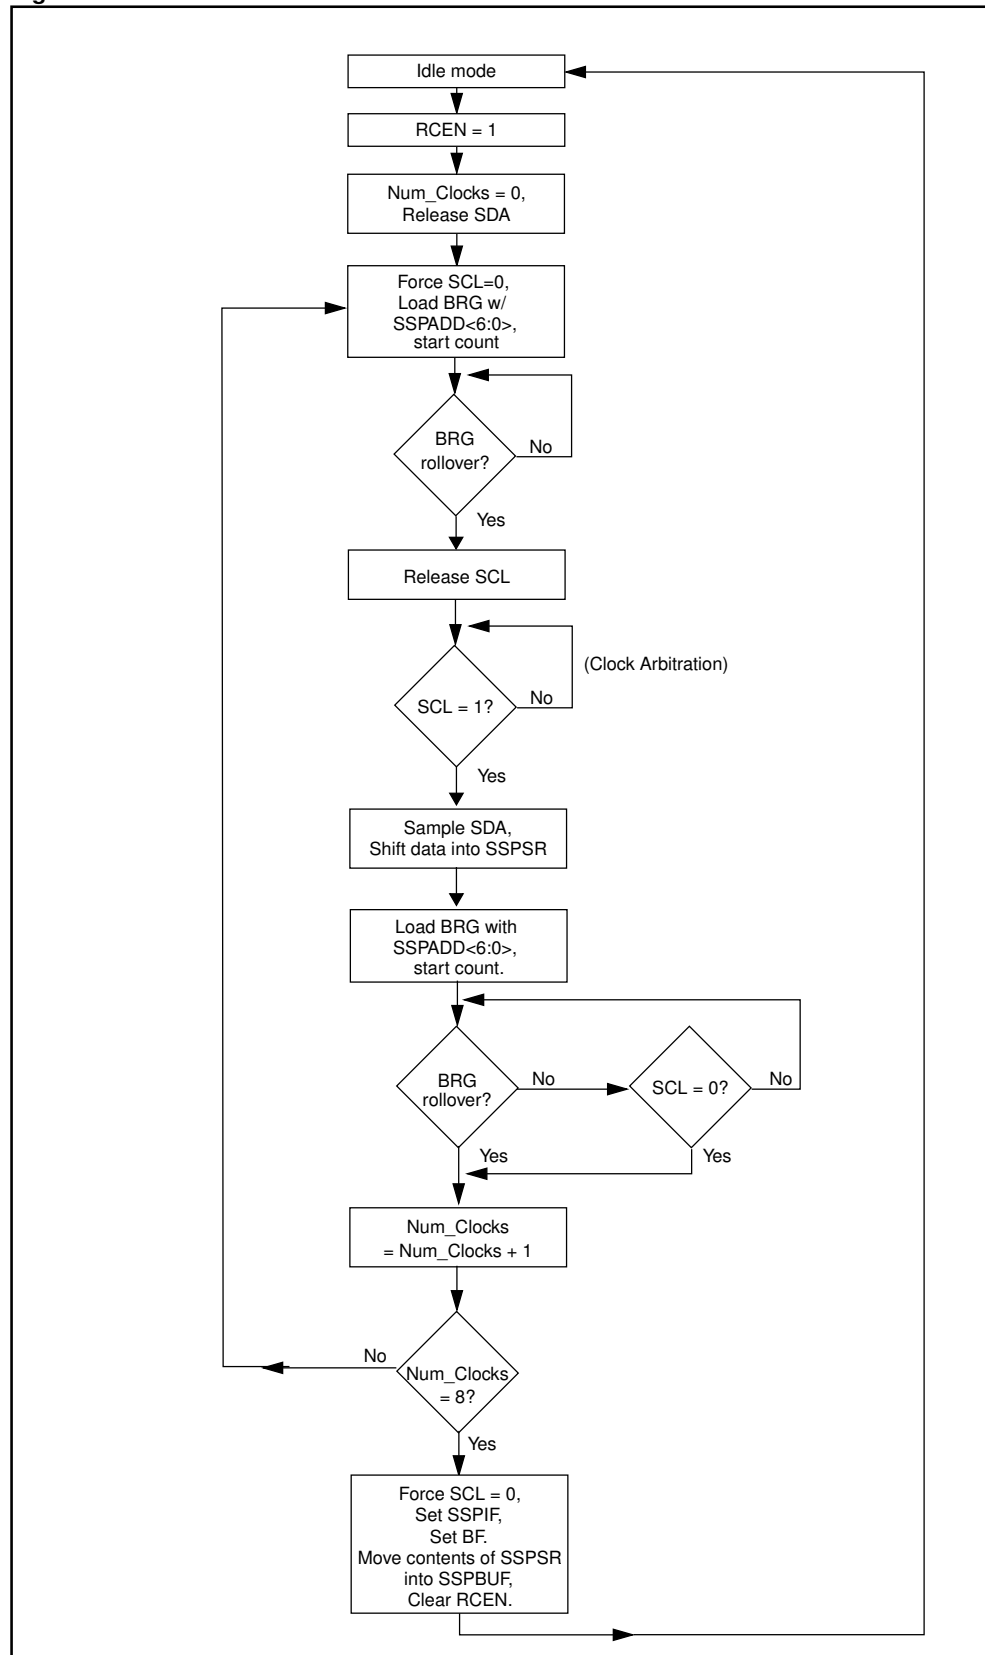 Idle mode
RCEN = 1
Num_Clocks = 0,
Release SDA
Force SCL=0,
Load BRG w/
SSPADD<6:0>,
start count
BRG
rollover?
No
Yes
Release SCL
(Clock Arbitration)
SCL = 1?
No
Yes
Sample SDA,
Shift data into SSPSR
Load BRG with
SSPADD<6:0>,
start count.
BRG
rollover?
No
SCL = 0?
No
Yes
Yes
Num_Clocks
= Num_Clocks + 1
No
Num_Clocks
= 8?
Yes
Force SCL = 0,
Set SSPIF,
Set BF.
Move contents of SSPSR
into SSPBUF,
Clear RCEN.